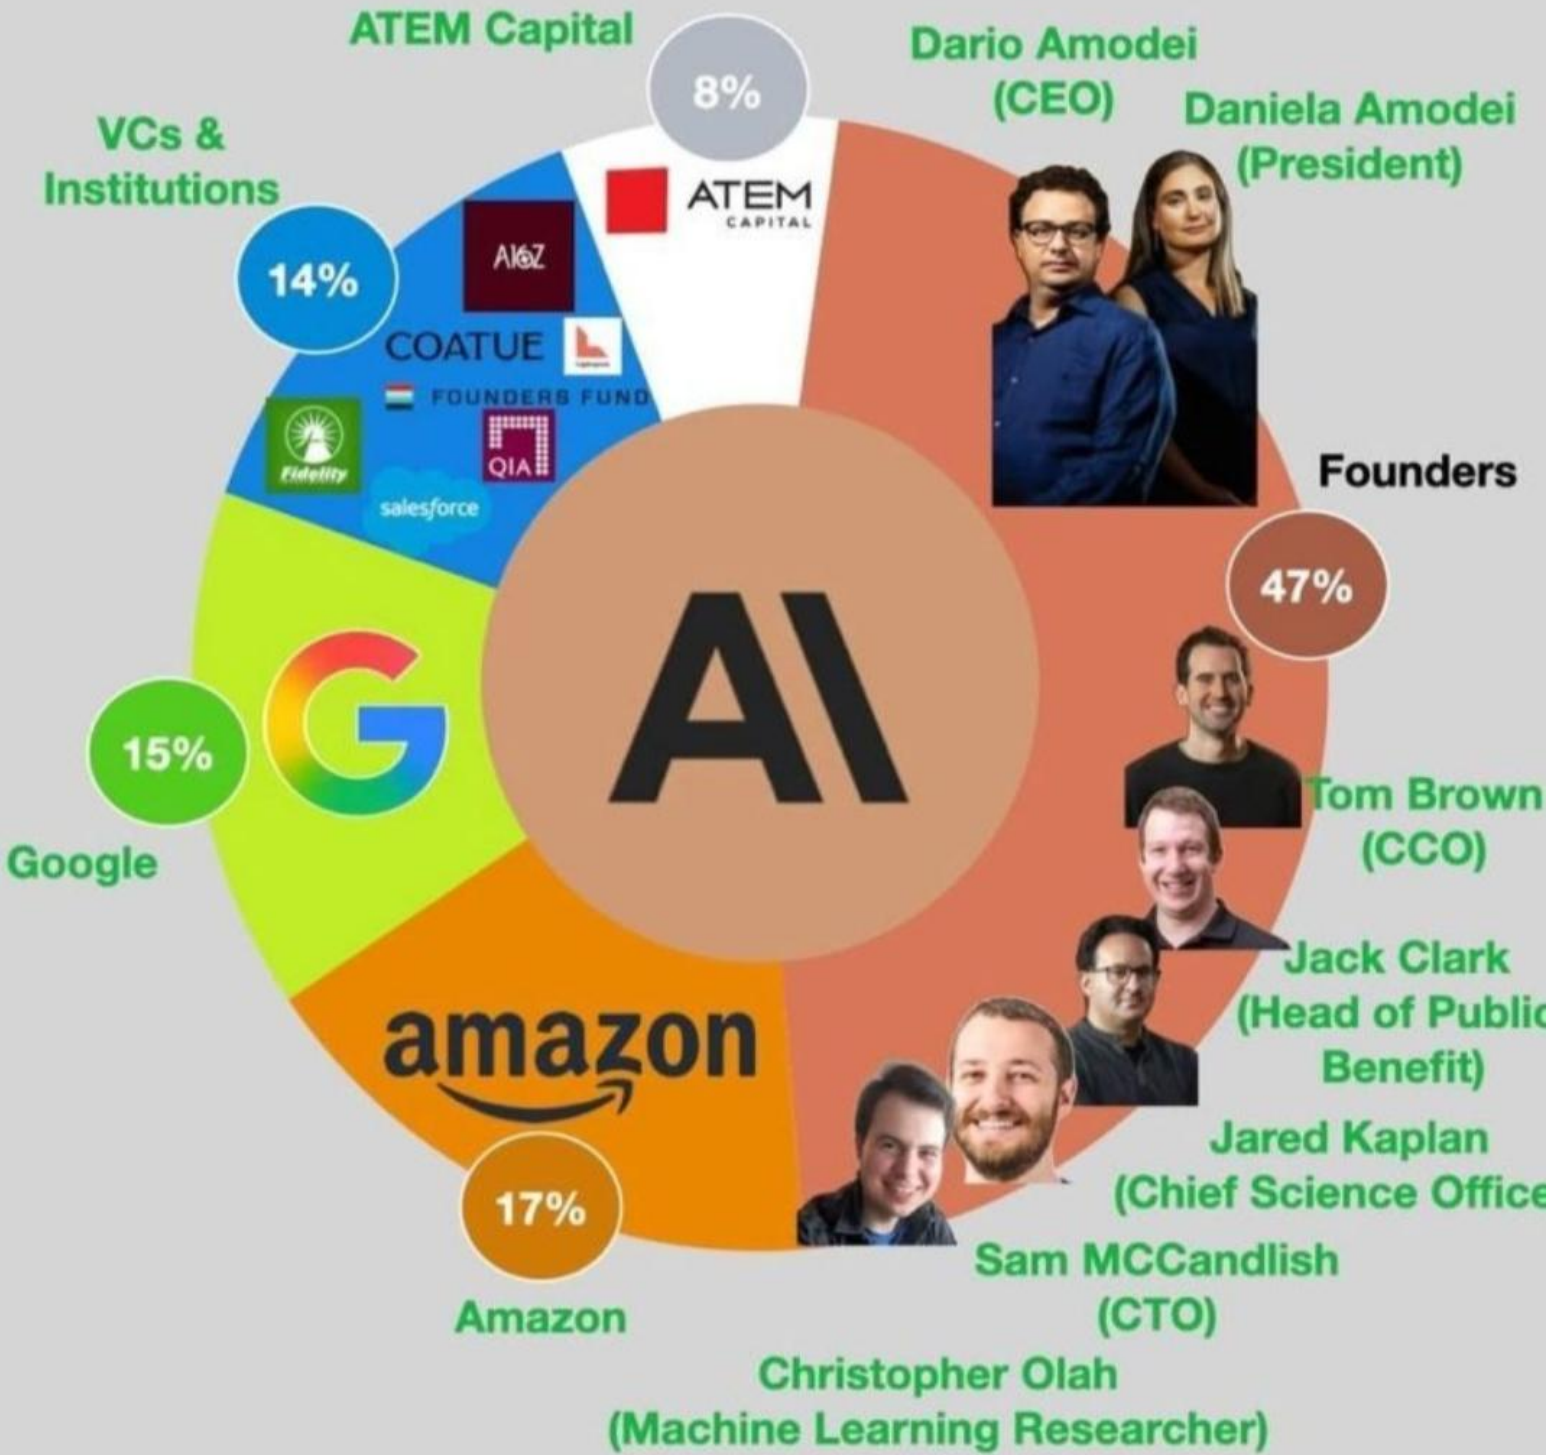 ATEM Capital
8%
Dario Amodei
(CEO)
Daniela Amodei
(President)
VCs &
Institutions
14%
ATEM
CAPITAL
A16Z
COATUE
FOUNDERS FUND
Fidelity
QIA
salesforce
Founders
47%
AI
15%
Google
Tom Brown
(CCO)
Jack Clark
(Head of Public
Benefit)
amazon
17%
Amazon
Jared Kaplan
(Chief Science Office
Sam MCCandlish
(CTO)
Christopher Olah
(Machine Learning Researcher)